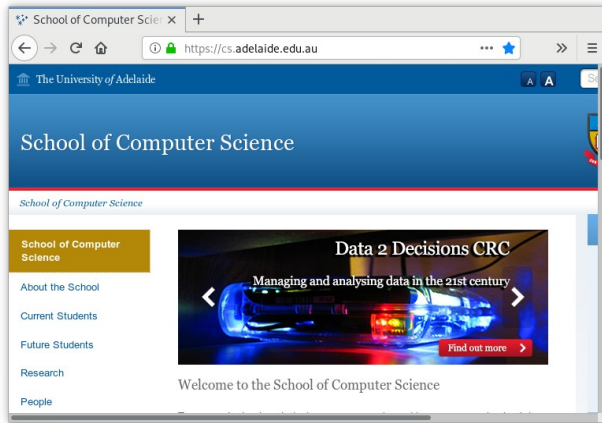 School of Computer Scien
https://cs.adelaide.edu.au
The University of Adelaide
A A
School of Computer Science
School of Computer Science
School of Computer Science
About the School
Current Students
Future Students
Research
People
Data 2 Decisions CRC
Managing and analysing data in the 21st century
Find out more
Welcome to the School of Computer Science